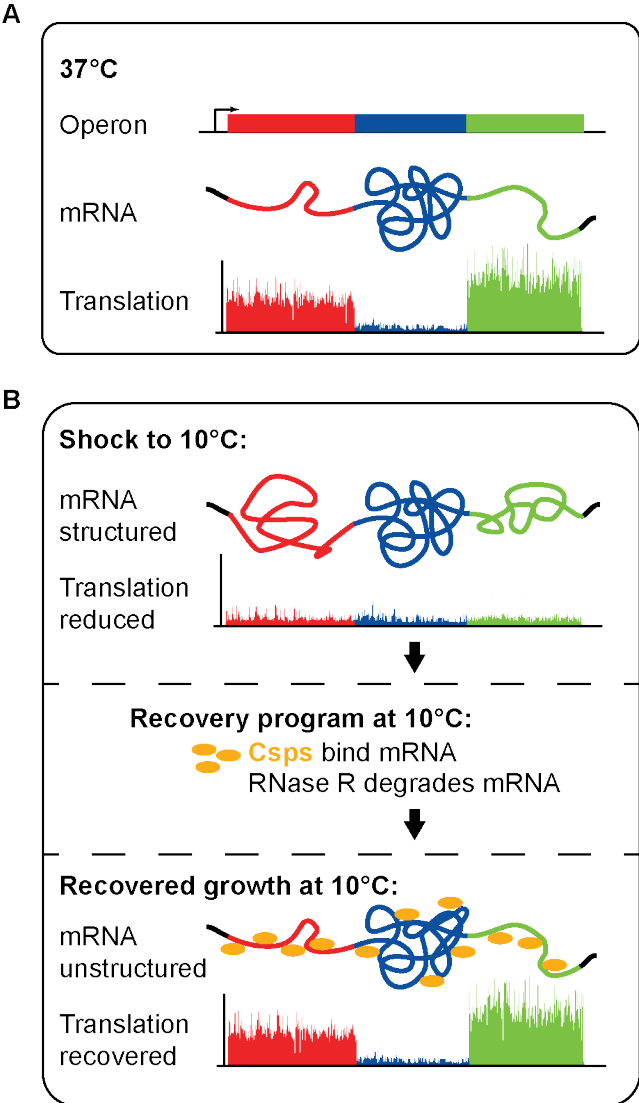 A
37°C
Operon
mRNA
Translation
B
Shock to 10°C:
mRNA
structured
Translation
reduced
Recovery program at 10°C:
Csps bind mRNA
RNase R degrades mRNA
Recovered growth at 10°C:
mRNA
unstructured
Translation
recovered